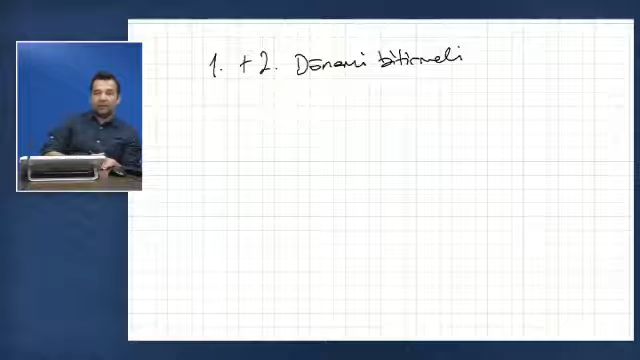 1. + 2. Dönemi bitirmeli